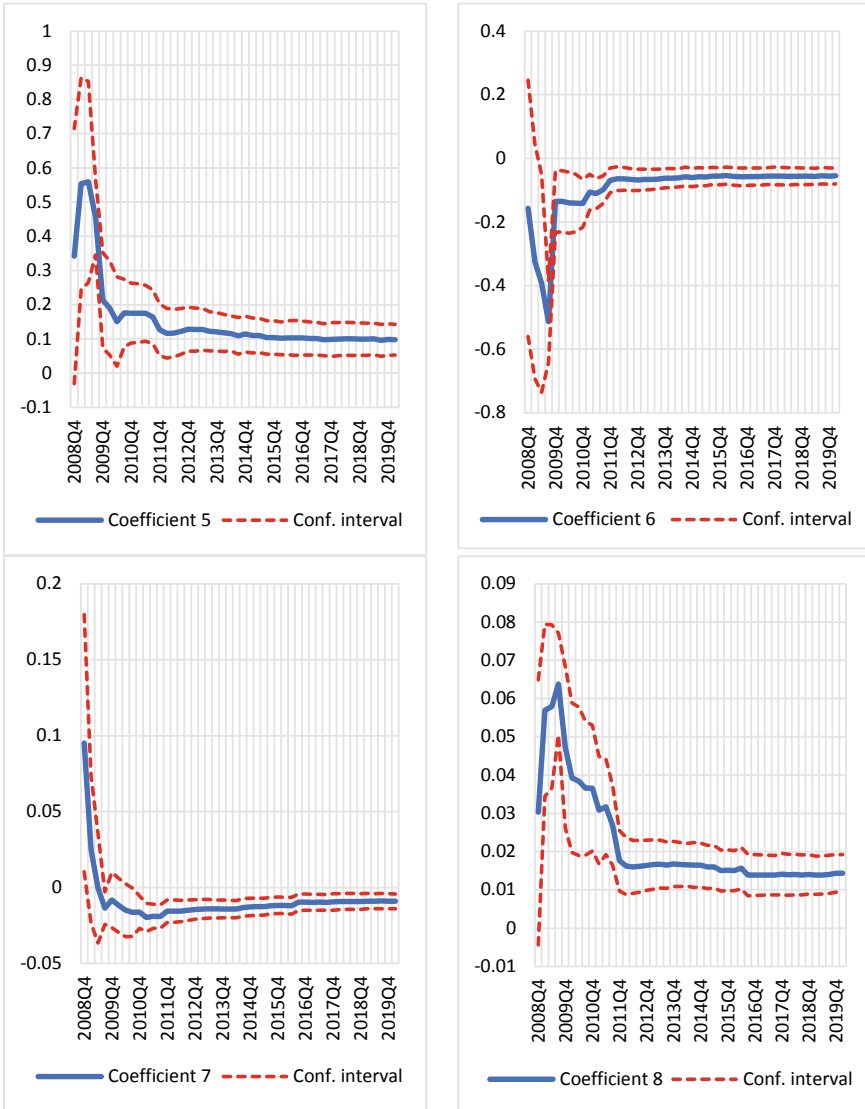 1
0.9
0.8
0.7
0.6
0.5
0.4
0.3
0.2
0.1
0
-0.1
2008Q4
2009Q4
2010Q4
2011Q4
2012Q4
2013Q4
2014Q4
2015Q4
2016Q4
2017Q4
2018Q4
2019Q4
Coefficient 5 Conf. interval
0.4
0.2
0
-0.2
-0.4
-0.6
-0.8
2008Q4
2009Q4
2010Q4
2011Q4
2012Q4
2013Q4
2014Q4
2015Q4
2016Q4
2017Q4
2018Q4
2019Q4
Coefficient 6 Conf. interval
0.2
0.15
0.1
0.05
0
-0.05
2008Q4
2009Q4
2010Q4
2011Q4
2012Q4
2013Q4
2014Q4
2015Q4
2016Q4
2017Q4
2018Q4
2019Q4
Coefficient 7 Conf. interval
0.09
0.08
0.07
0.06
0.05
0.04
0.03
0.02
0.01
0
-0.01
2008Q4
2009Q4
2010Q4
2011Q4
2012Q4
2013Q4
2014Q4
2015Q4
2016Q4
2017Q4
2018Q4
2019Q4
Coefficient 8 Conf. interval